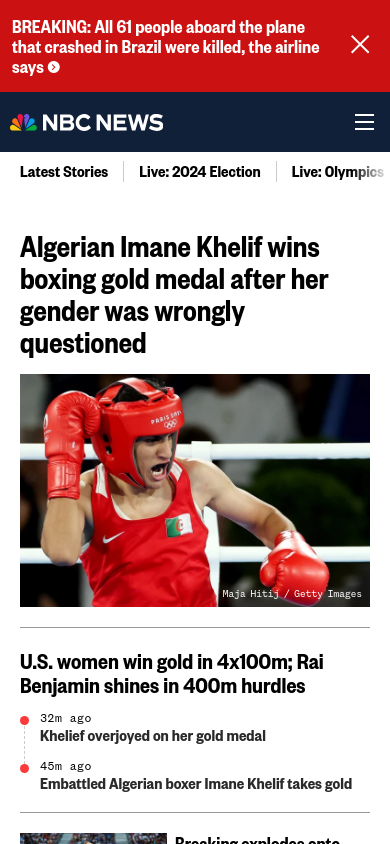 BREAKING: All 61 people aboard the plane
that crashed in Brazil were killed, the airline
says
NBC NEWS
Latest Stories
Live: 2024 Election
Live: Olympics
Algerian Imane Khelif wins
boxing gold medal after her
gender was wrongly
questioned
PARIS 2024
Maja Hitij / Getty Images
U.S. women win gold in 4x100m; Rai
Benjamin shines in 400m hurdles
32m ago
Khelief overjoyed on her gold medal
45m ago
Embattled Algerian boxer Imane Khelif takes gold